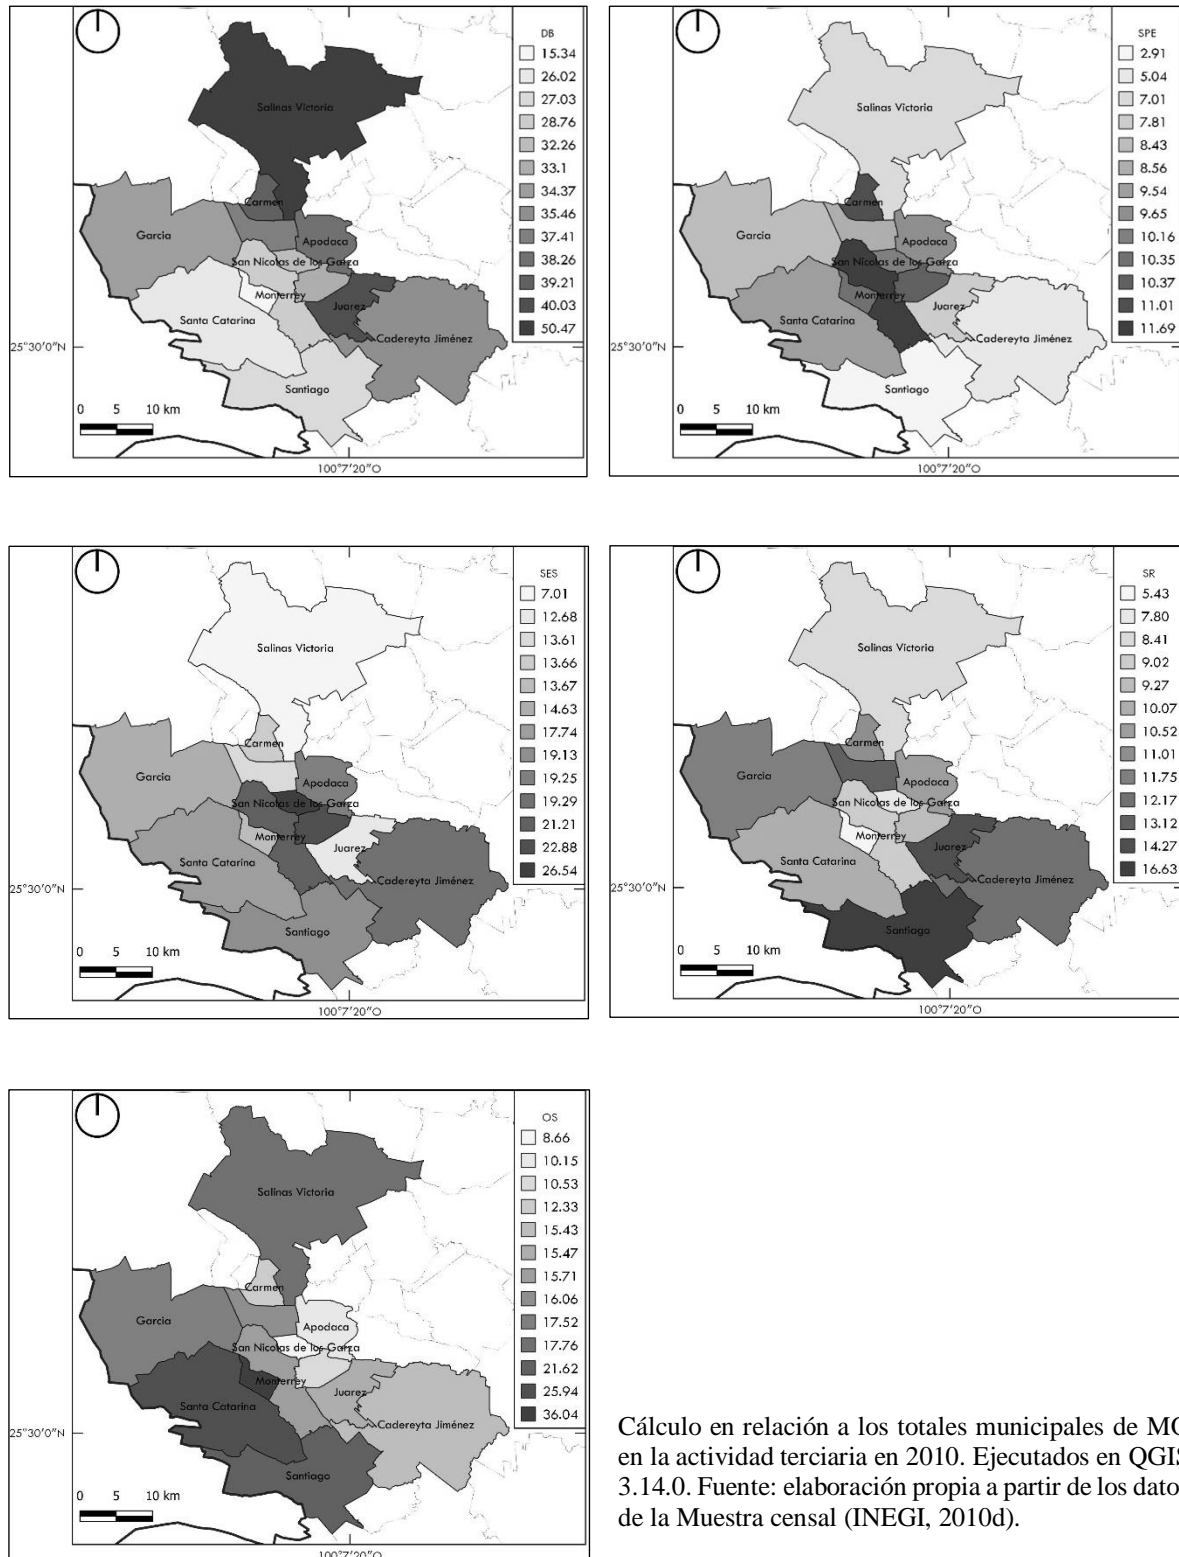 DB
15.34
26.02
27.03
28.76
32.26
33.1
34.37
35.46
37.41
38.26
39.21
40.03
50.47
Salinas Victoria
Carmen
Garcia
Apodaca
San Nicolas de los Garza
Monterrey
Juarez
Santa Catarina
Cadereyta Jiménez
Santiago
25°30'0"N
0 5 10 km
100°7'20"O
SPE
2.91
5.04
7.01
7.81
8.43
8.56
9.54
9.65
10.16
10.35
10.37
11.01
11.69
Salinas Victoria
Carmen
Garcia
Apodaca
San Nicolas de los Garza
Monterrey
Juarez
Santa Catarina
Cadereyta Jiménez
Santiago
25°30'0"N
0 5 10 km
100°7'20"O
SES
7.01
12.68
13.61
13.66
13.67
14.63
17.74
19.13
19.25
19.29
21.21
22.88
26.54
Salinas Victoria
Carmen
Garcia
Apodaca
San Nicolas de los Garza
Monterrey
Juarez
Santa Catarina
Cadereyta Jiménez
Santiago
25°30'0"N
0 5 10 km
100°7'20"O
SR
5.43
7.80
8.41
9.02
9.27
10.07
10.52
11.01
11.75
12.17
13.12
14.27
16.63
Salinas Victoria
Carmen
Garcia
Apodaca
San Nicolas de los Garza
Monterrey
Juarez
Santa Catarina
Cadereyta Jiménez
Santiago
25°30'0"N
0 5 10 km
100°7'20"O
OS
8.66
10.15
10.53
12.33
15.43
15.47
15.71
16.06
17.52
17.76
21.62
25.94
36.04
Salinas Victoria
Carmen
Garcia
Apodaca
San Nicolas de los Garza
Monterrey
Juarez
Santa Catarina
Cadereyta Jiménez
Santiago
25°30'0"N
0 5 10 km
100°7'20"O
Cálculo en relación a los totales municipales de MO
en la actividad terciaria en 2010. Ejecutados en QGIS
3.14.0. Fuente: elaboración propia a partir de los dato
de la Muestra censal (INEGI, 2010d).